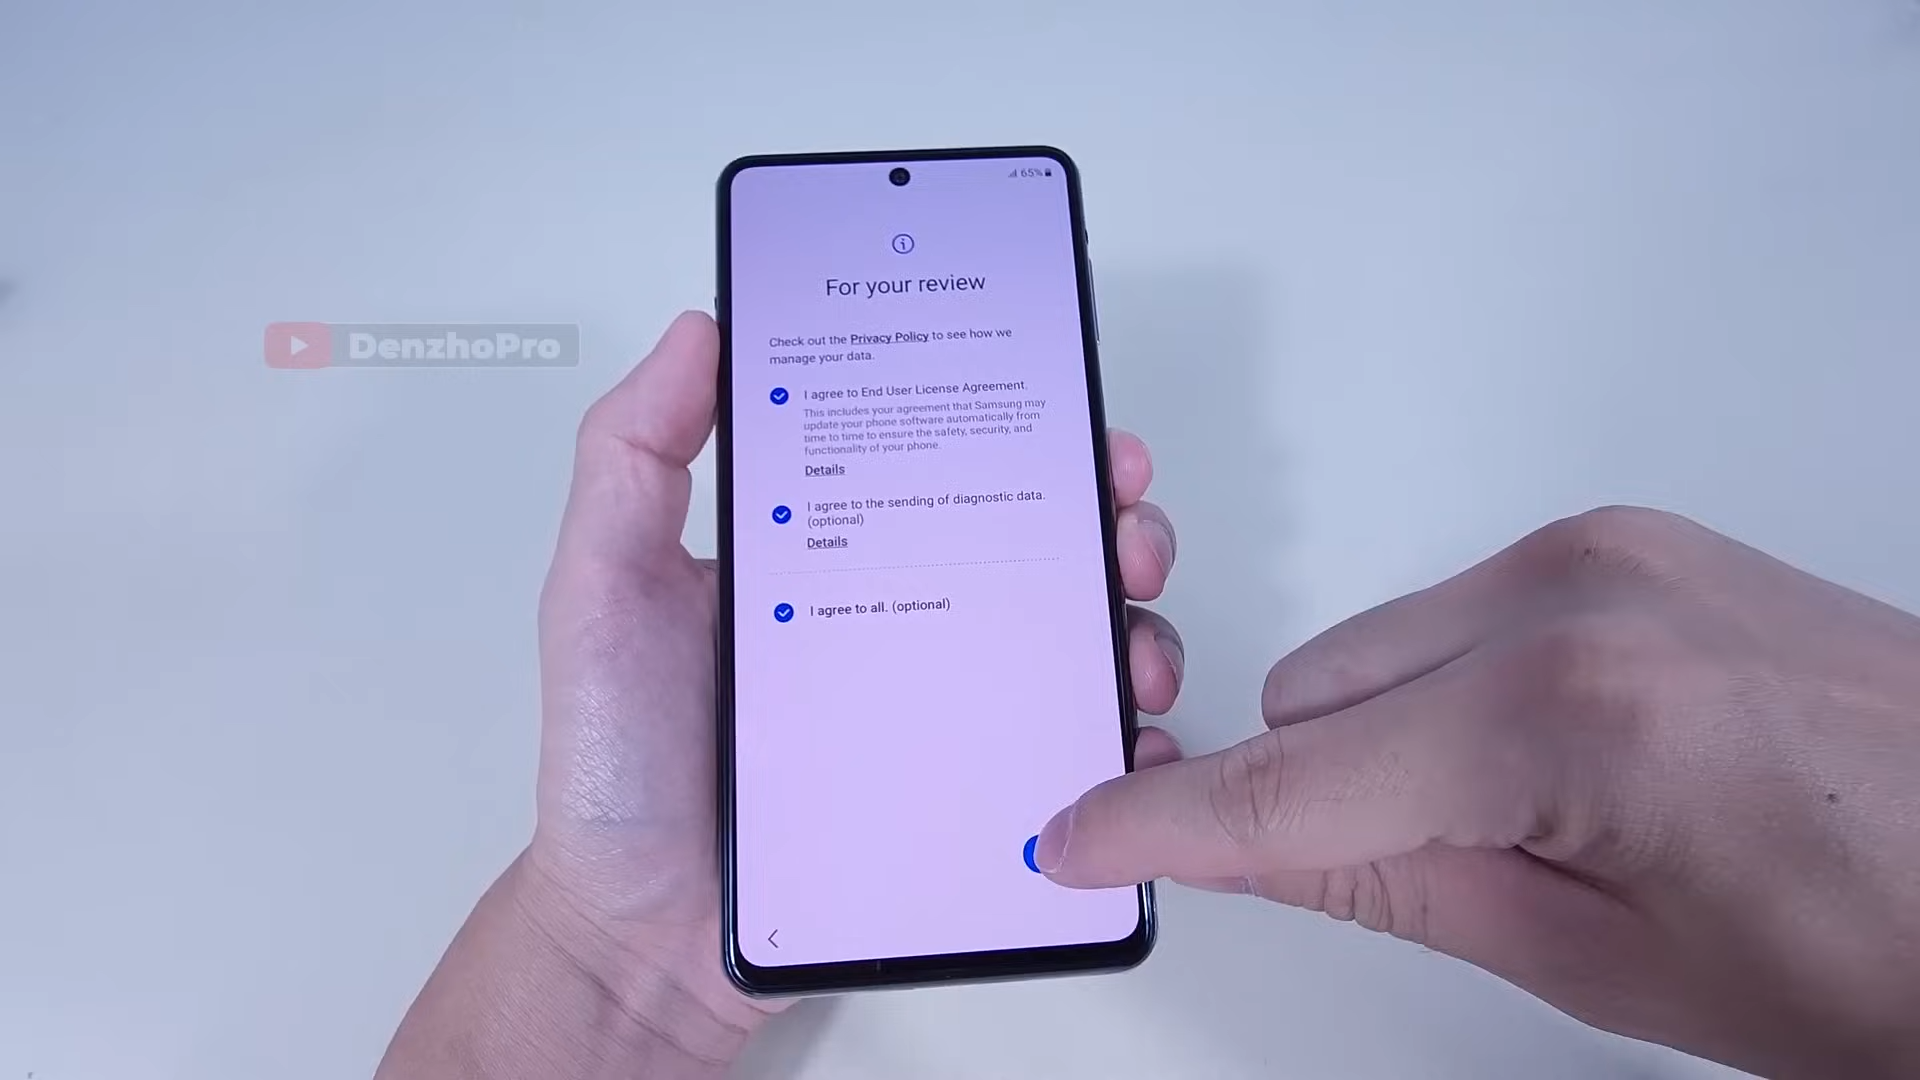 65%
For your review
DenzhoPro
Check out the Privacy Policy to see how we
manage your data.
I agree to End User License Agreement.
This includes your agreement that Samsung may
update your phone software automatically from
time to time to ensure the safety, security, and
functionality of your phone.
Details
I agree to the sending of diagnostic data.
(optional)
Details
I agree to all. (optional)